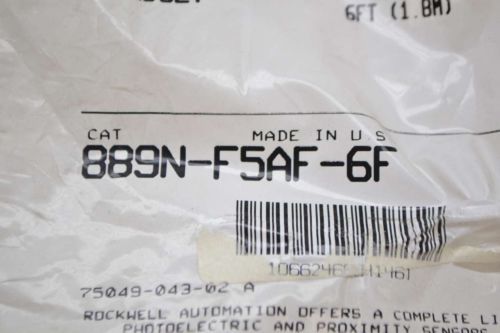 6FT (1.8M)
CAT MADE IN U S
889N-F5AF-6F
75049-043-02 A
ROCKWELL AUTOMATION OFFERS A COMPLETE LI
PHOTOELECTRIC AND PROXIMITY SENSORS